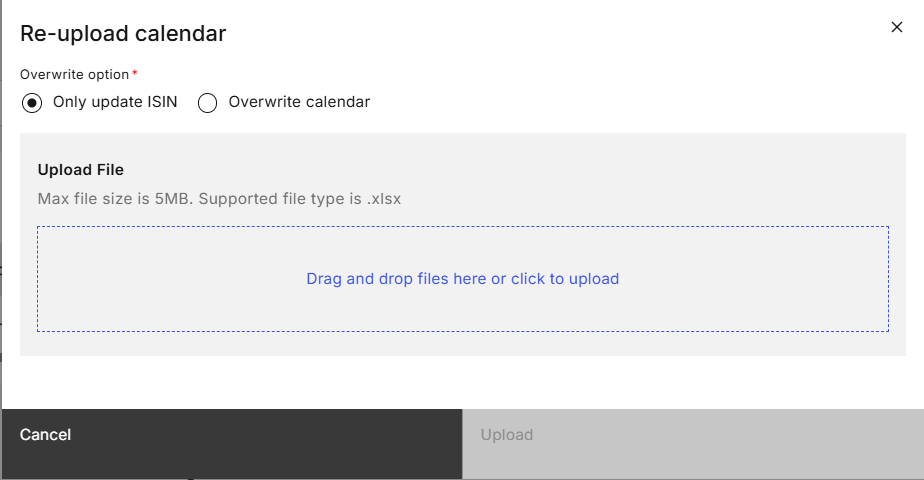 Re-upload calendar
Overwrite option*
Only update ISIN Overwrite calendar
Upload File
Max file size is 5MB. Supported file type is .xlsx
Drag and drop files here or click to upload
Cancel Upload